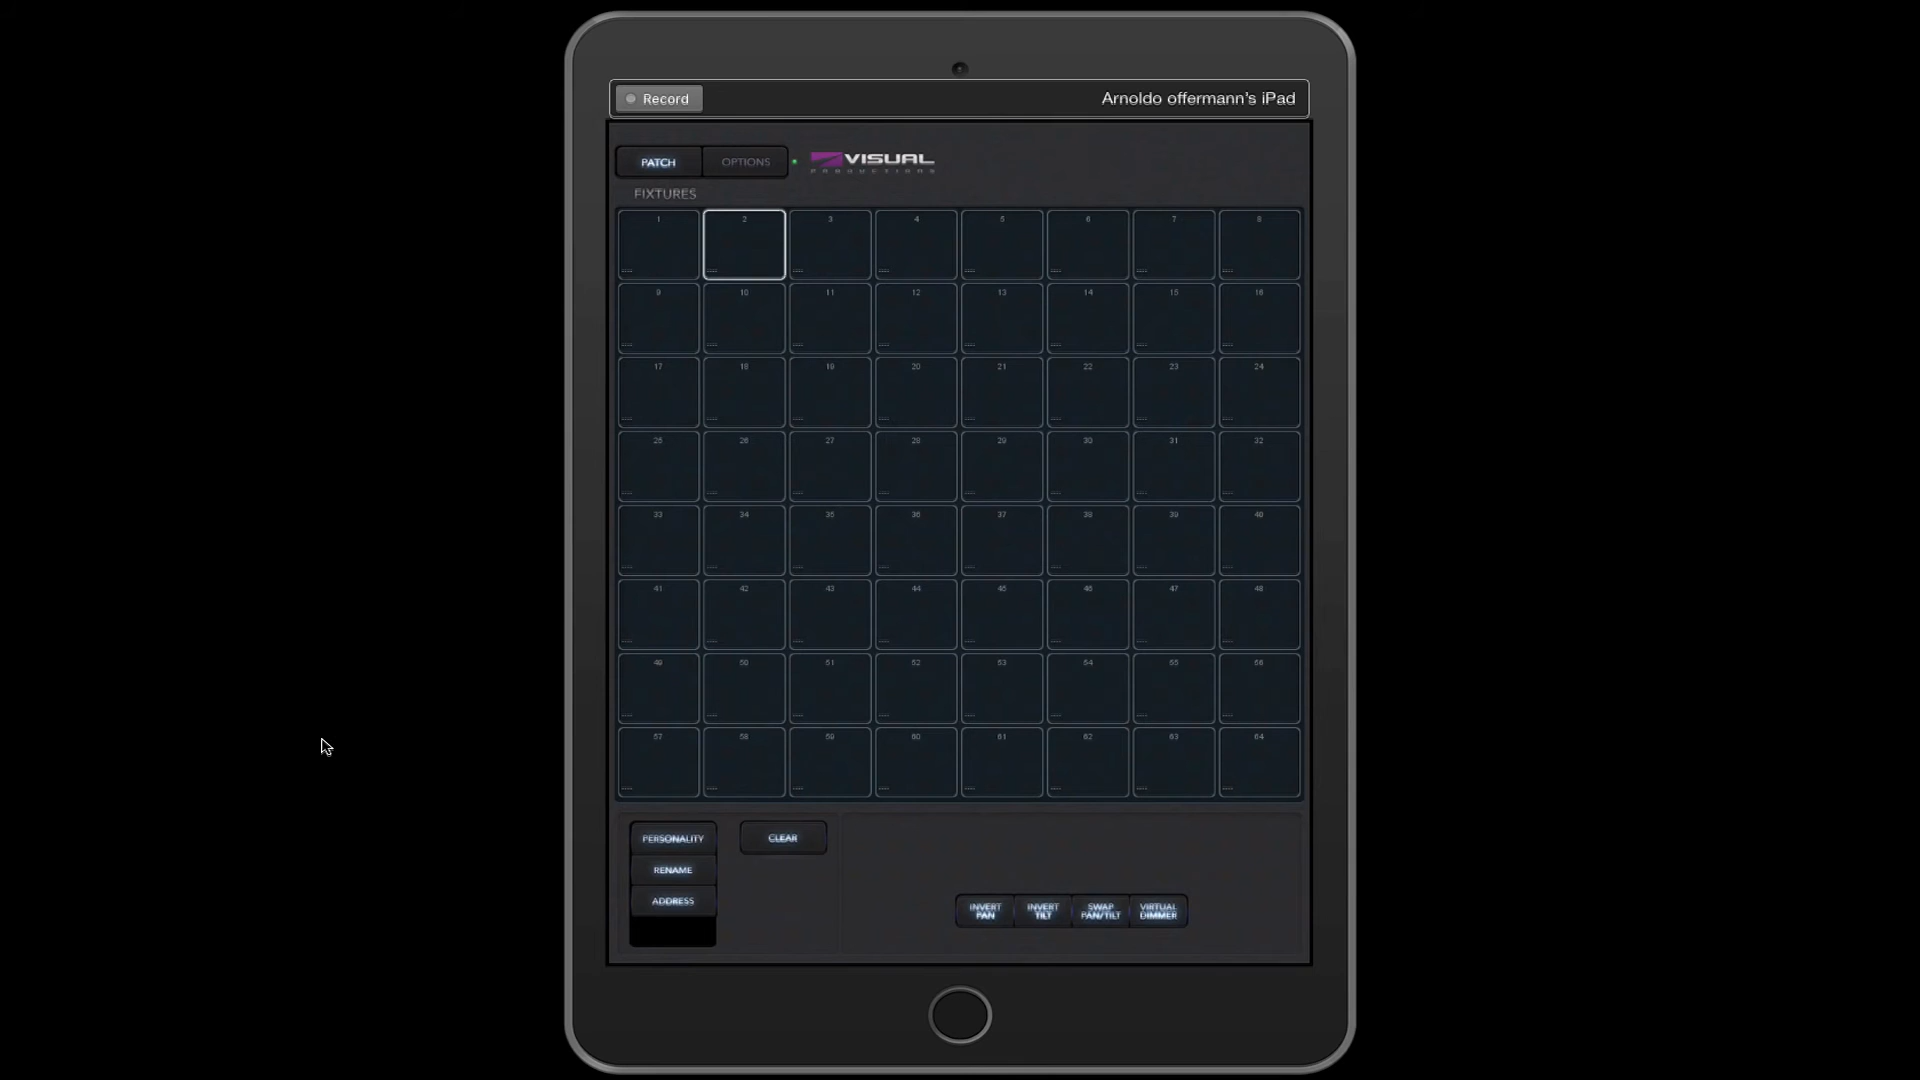 Record
Arnoldo offermann's iPad
PATCH
OPTIONS
VISUAL
PRODUCTIONS
FIXTURES
1 2 3 4 5 6 7 8
9 10 11 12 13 14 15 16
17 18 19 20 21 22 23 24
25 26 27 28 29 30 31 32
33 34 35 36 37 38 39 40
41 42 43 44 45 46 47 48
49 50 51 52 53 54 55 56
57 58 59 60 61 62 63 64
PERSONALITY
CLEAR
RENAME
ADDRESS
INVERT PAN
INVERT TILT
SWAP PAN/TILT
VIRTUAL DIMMER